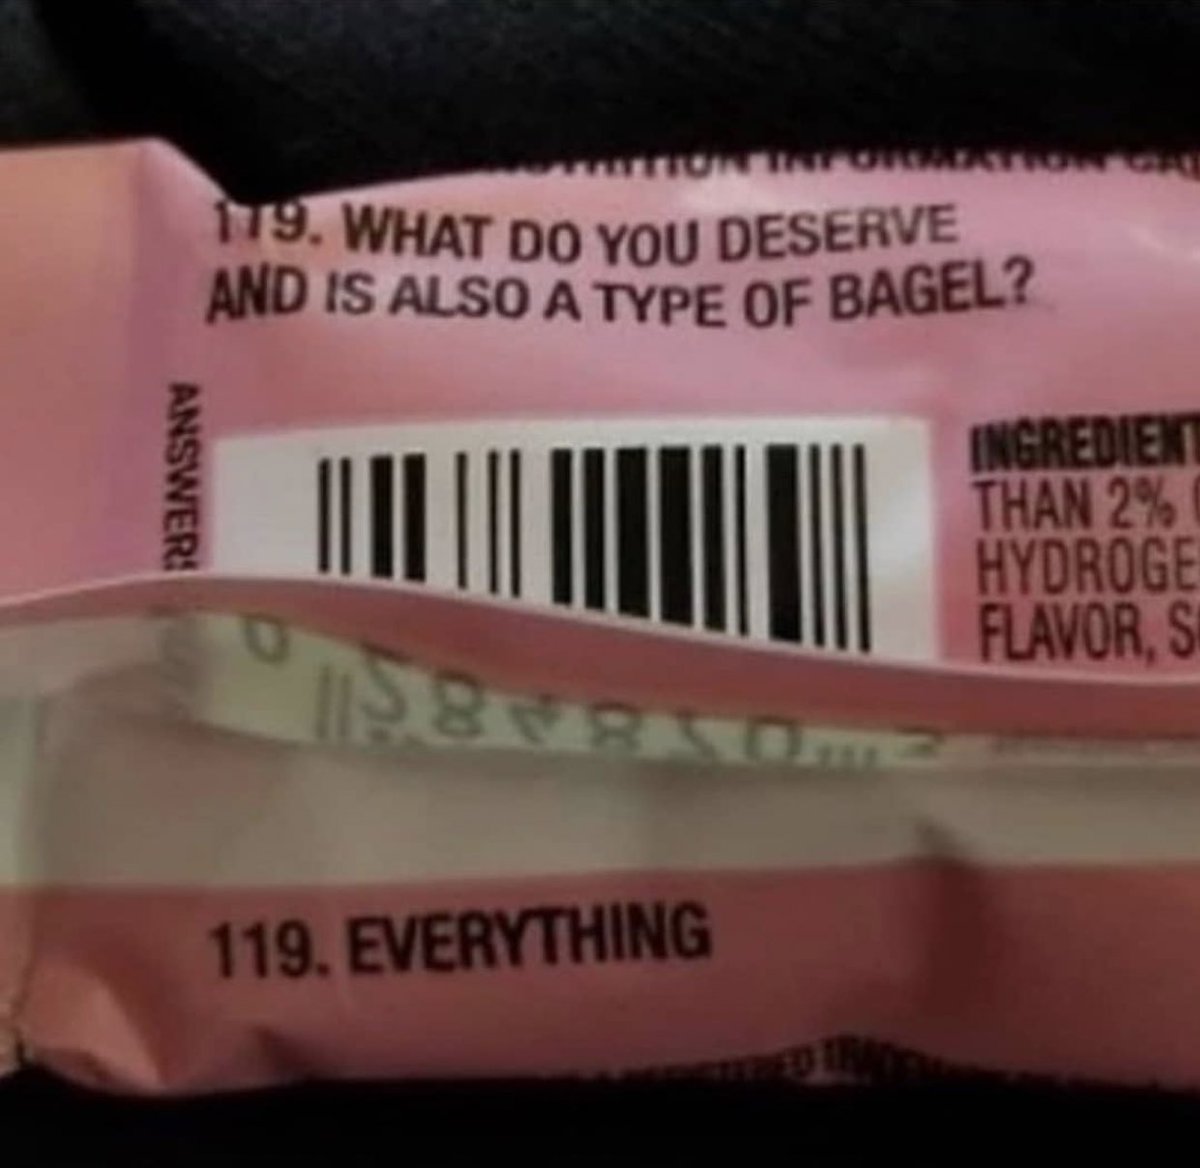 119. WHAT DO YOU DESERVE
AND IS ALSO A TYPE OF BAGEL?
INGREDIENT
THAN 2%
HYDROGE
FLAVOR, S
ANSWERS
119. EVERYTHING